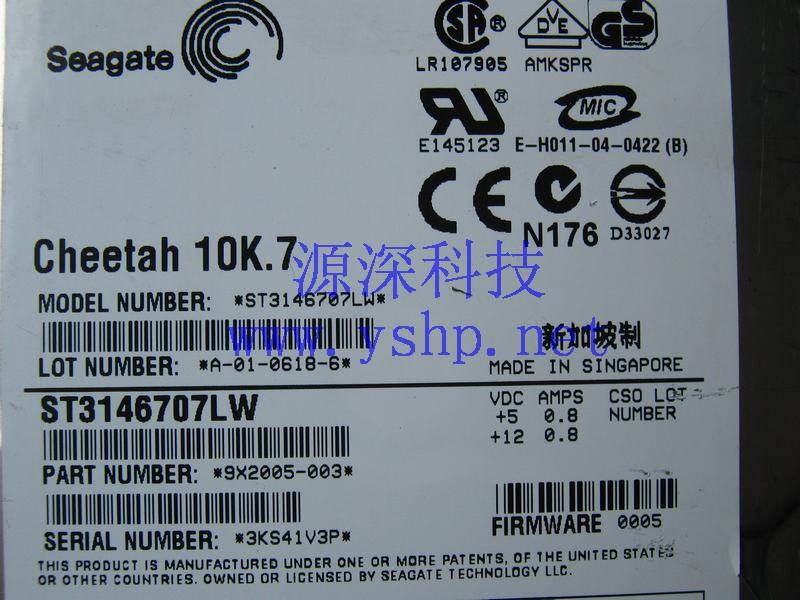 Seagate
SA
DVE
GS
LR107905 AMKSPR
MIC
E145123 E-H011-04-0422 (B)
CE
N176 D33027
Cheetah 10K.7
源深科技
MODEL NUMBER: *ST3146707LW*
www.yshp.net
新加坡制
LOT NUMBER: *A-01-0618-6*
MADE IN SINGAPORE
ST3146707LW
VDC AMPS CSO LOT
+5 0.8 NUMBER
+12 0.8
PART NUMBER: *9X2005-003*
FIRMWARE 0005
SERIAL NUMBER: *3KS41V3P*
THIS PRODUCT IS MANUFACTURED UNDER ONE OR MORE PATENTS, OF THE UNITED STATES
OR OTHER COUNTRIES. OWNED OR LICENSED BY SEAGATE TECHNOLOGY LLC.